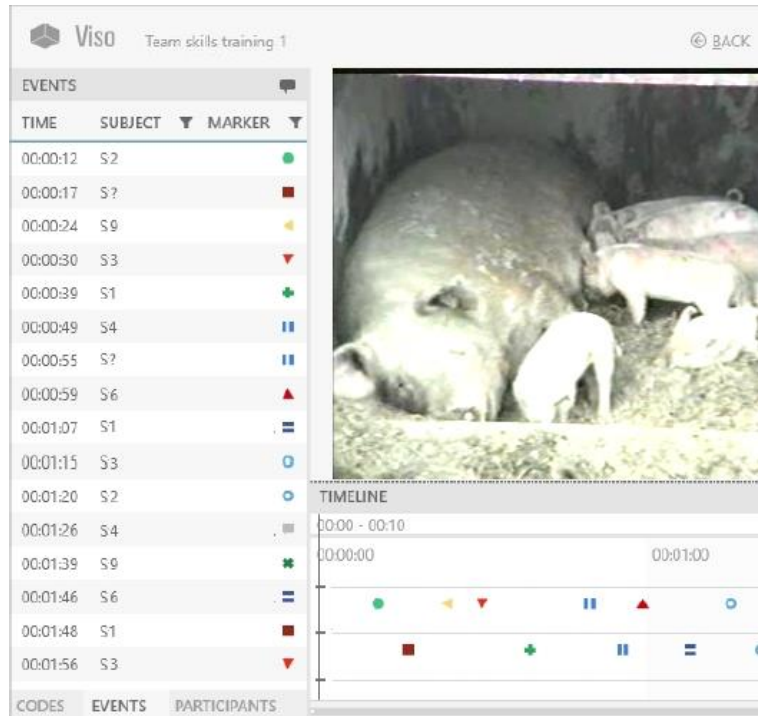 Viso Team skills training 1 BACK
EVENTS
TIME SUBJECT MARKER
00:00:12 S2
00:00:17 S?
00:00:24 S9
00:00:30 S3
00:00:39 S1
00:00:49 S4
00:00:55 S?
00:00:59 S6
00:01:07 S1
00:01:15 S3
00:01:20 S2
00:01:26 S4
00:01:39 S9
00:01:46 S6
00:01:48 S1
00:01:56 S3
CODES EVENTS PARTICIPANTS
TIMELINE
00:00 - 00:10
00:00:00 00:01:00